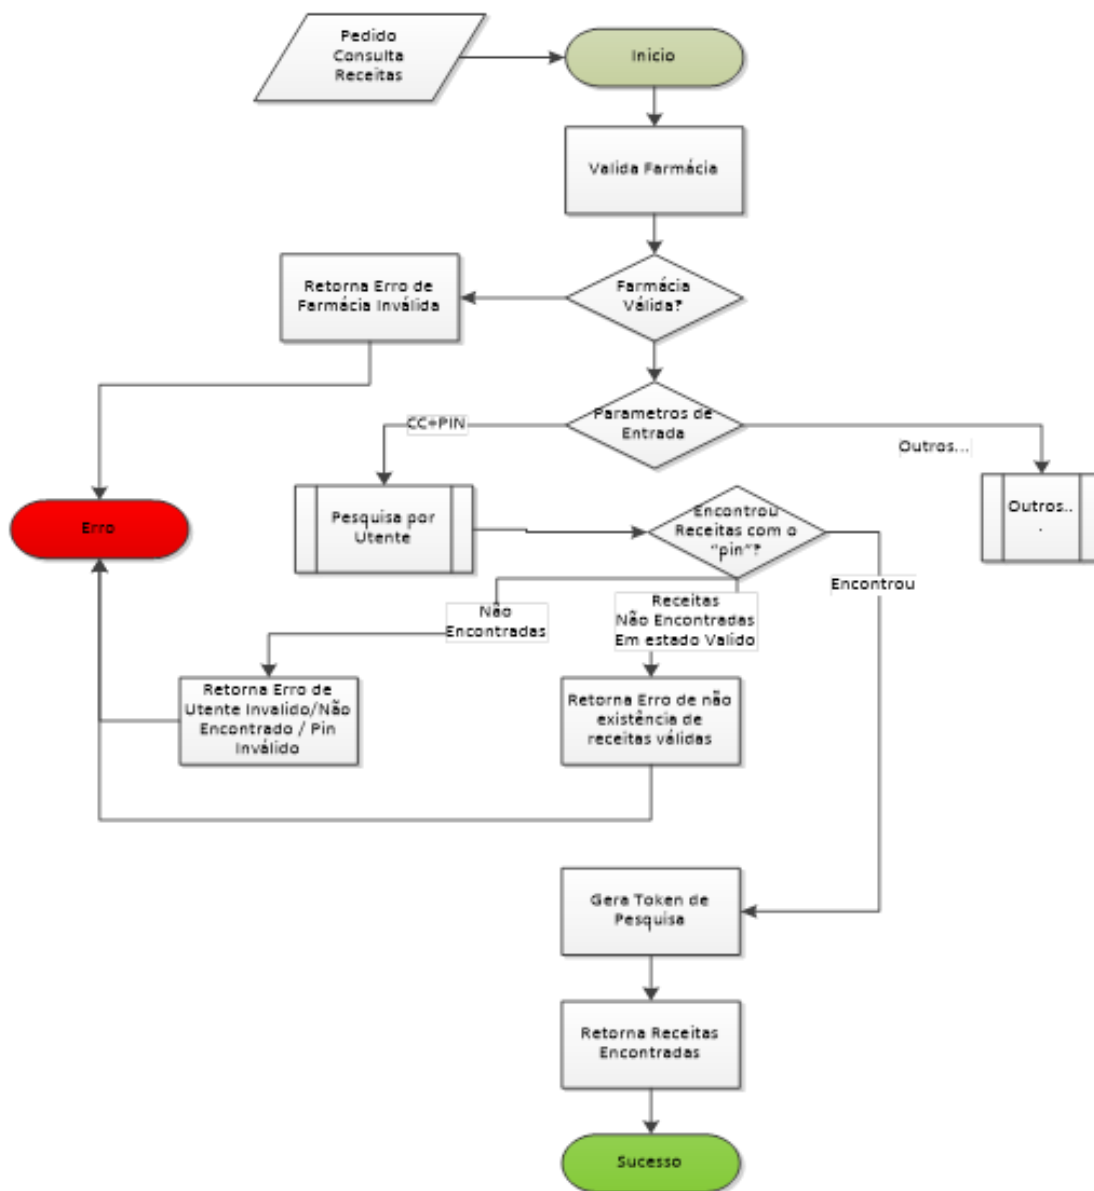 Pedido
Consulta
Receitas
Inicio
Valida Farmácia
Retorna Erro de
Farmácia Inválida
Farmácia
Válida?
CC+PIN
Parametros de
Entrada
Outros...
Erro
Pesquisa por
Utente
Encontrou
Receitas com o
"pin"?
Outros..
.
Encontrou
Não
Encontradas
Receitas
Não Encontradas
Em estado Valido
Retorna Erro de
Utente Invalido/Não
Encontrado / Pin
Inválido
Retorna Erro de não
existência de
receitas válidas
Gera Token de
Pesquisa
Retorna Receitas
Encontradas
Sucesso